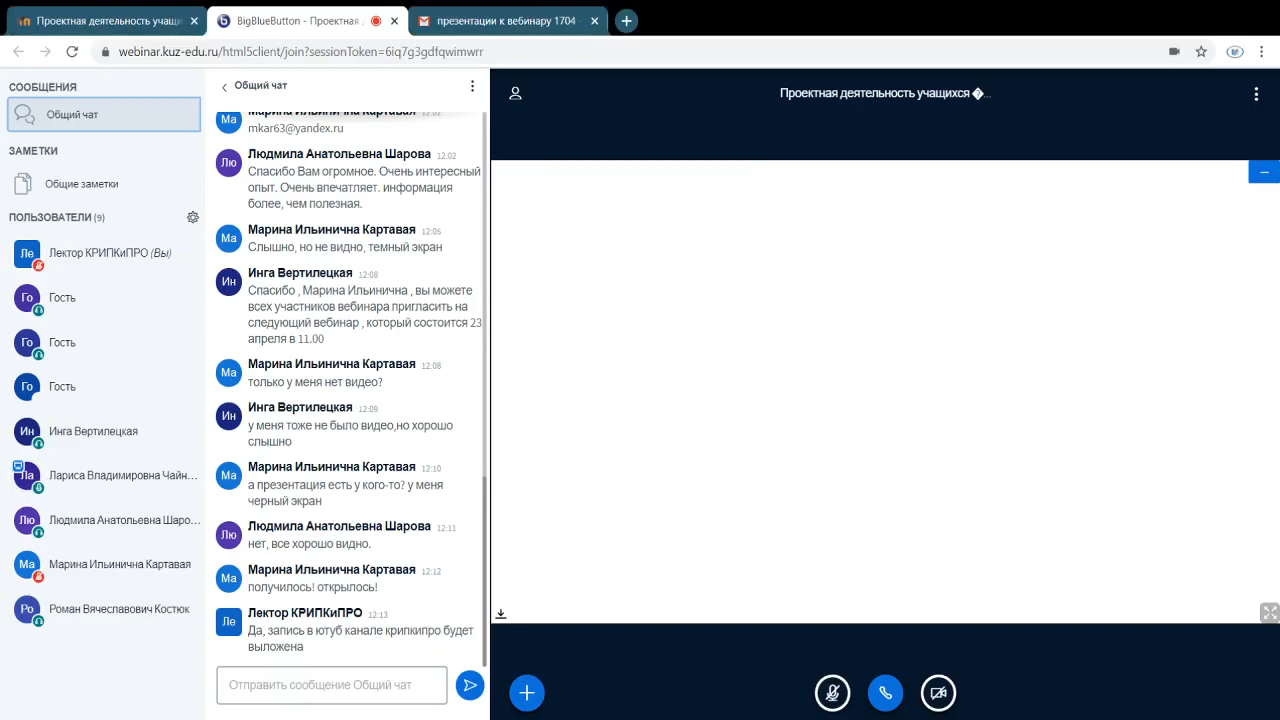 Проектная деятельность учащи
BigBlueButton - Проектная
презентации к вебинару 1704
webinar.kuz-edu.ru/html5client/join?sessionToken=6iq7g3gdfqwimwrr
СООБЩЕНИЯ
Общий чат
ЗАМЕТКИ
Общие заметки
ПОЛЬЗОВАТЕЛИ (9)
Ле Лектор КРИПКиПРО (Вы)
Го Гость
Го Гость
Го Гость
Ин Инга Вертилецкая
Ла Лариса Владимировна Чайн...
Лю Людмила Анатольевна Шаро...
Ма Марина Ильинична Картавая
Ро Роман Вячеславович Костюк
Общий чат
Ма Марина Ильинична Картавая 12:02
mkar63@yandex.ru
Лю Людмила Анатольевна Шарова 12:02
Спасибо Вам огромное. Очень интересный
опыт. Очень впечатляет. информация
более, чем полезная.
Ма Марина Ильинична Картавая 12:05
Слышно, но не видно, темный экран
Ин Инга Вертилецкая 12:08
Спасибо , Марина Ильинична , вы можете
всех участников вебинара пригласить на
следующий вебинар , который состоится 23
апреля в 11.00
Ма Марина Ильинична Картавая 12:08
только у меня нет видео?
Ин Инга Вертилецкая 12:09
у меня тоже не было видео,но хорошо
слышно
Ма Марина Ильинична Картавая 12:10
а презентация есть у кого-то? у меня
черный экран
Лю Людмила Анатольевна Шарова 12:11
нет, все хорошо видно.
Ма Марина Ильинична Картавая 12:12
получилось! открылось!
Ле Лектор КРИПКиПРО 12:13
Да, запись в ютуб канале крипкипро будет
выложена
Отправить сообщение Общий чат
Проектная деятельность учащихся �...